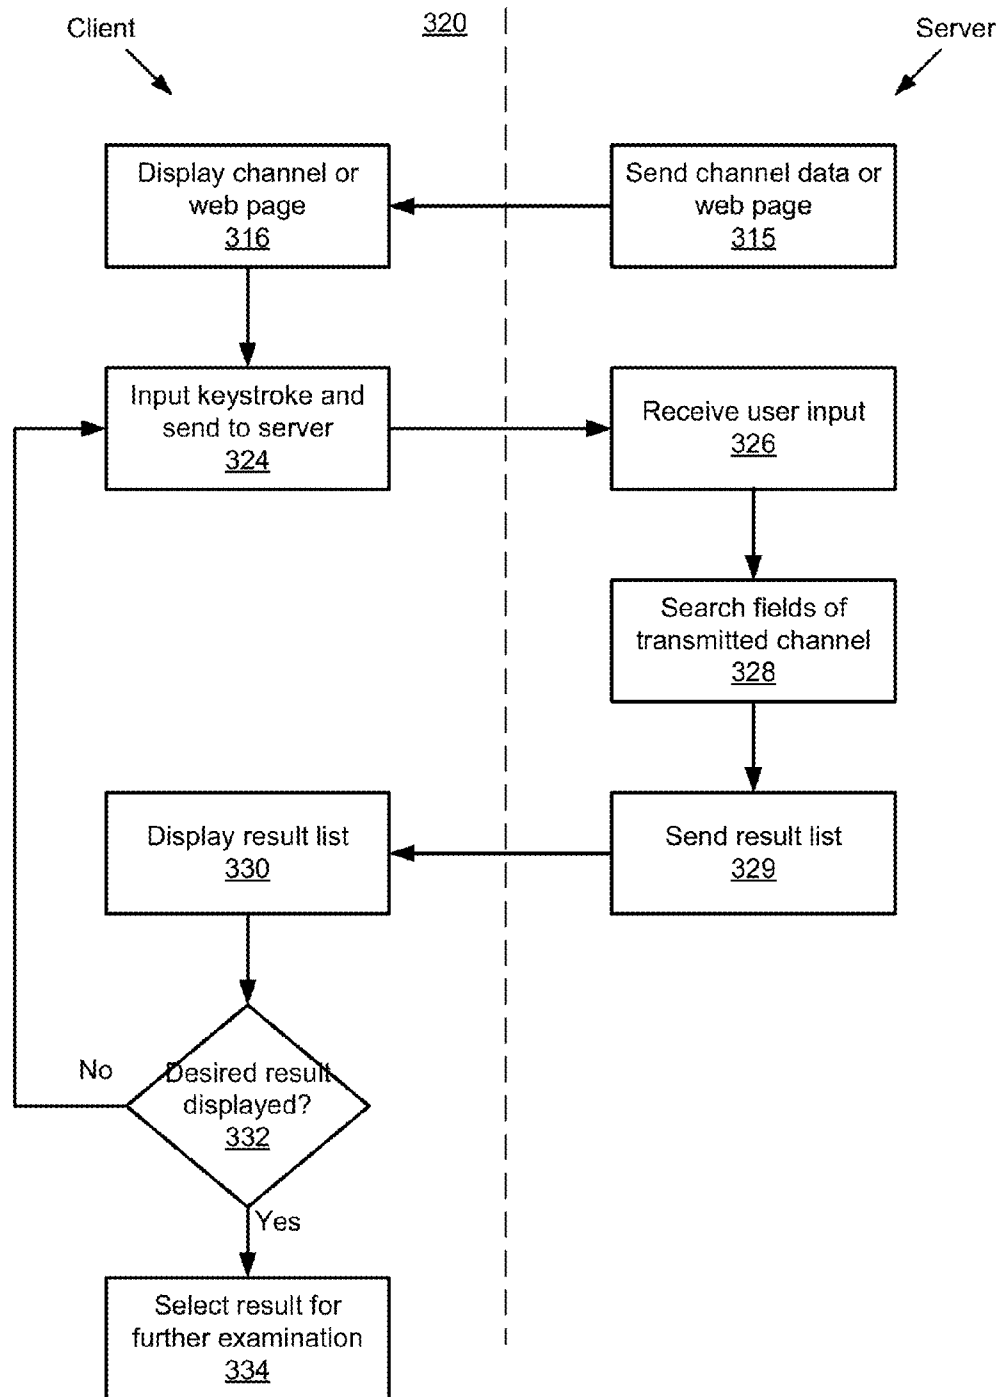 Client
320
Server
Display channel or
web page
316
Send channel data or
web page
315
Input keystroke and
send to server
324
Receive user input
326
Search fields of
transmitted channel
328
Display result list
330
Send result list
329
No
Desired result
displayed?
332
Yes
Select result for
further examination
334